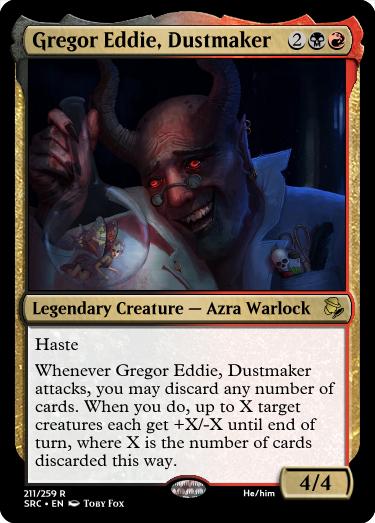 Gregor Eddie, Dustmaker 2
Legendary Creature — Azra Warlock
Haste
Whenever Gregor Eddie, Dustmaker
attacks, you may discard any number of
cards. When you do, up to X target
creatures each get +X/-X until end of
turn, where X is the number of cards
discarded this way.
4/4
211/259 R He/him
SRC • EN Toby Fox